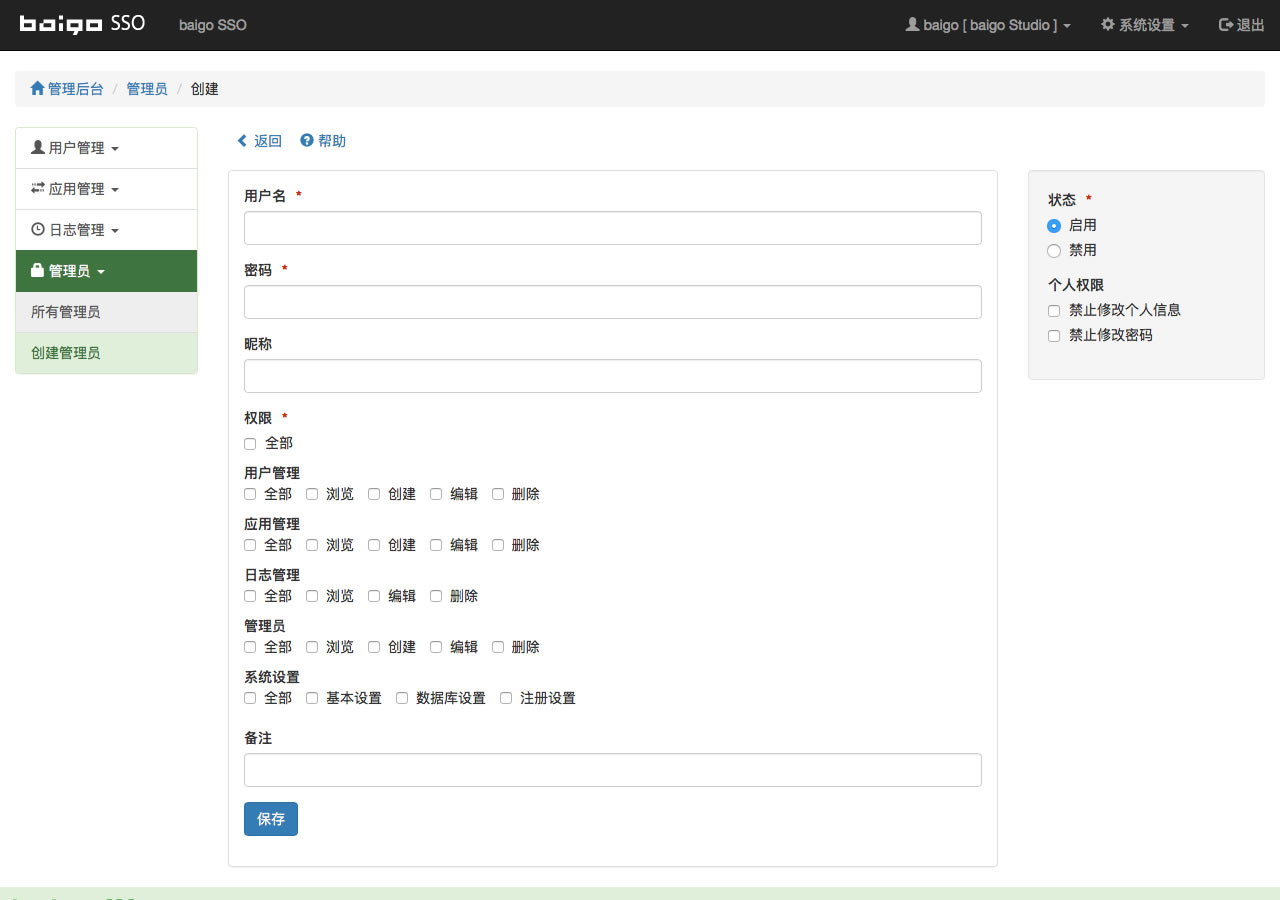 baigo SSO baigo SSO baigo [ baigo Studio ] 系统设置 退出
管理后台 / 管理员 / 创建
用户管理
应用管理
日志管理
管理员
所有管理员
创建管理员
返回 帮助
用户名 *
密码 *
昵称
权限 *
全部
用户管理
全部 浏览 创建 编辑 删除
应用管理
全部 浏览 创建 编辑 删除
日志管理
全部 浏览 编辑 删除
管理员
全部 浏览 创建 编辑 删除
系统设置
全部 基本设置 数据库设置 注册设置
备注
保存
状态 *
启用
禁用
个人权限
禁止修改个人信息
禁止修改密码